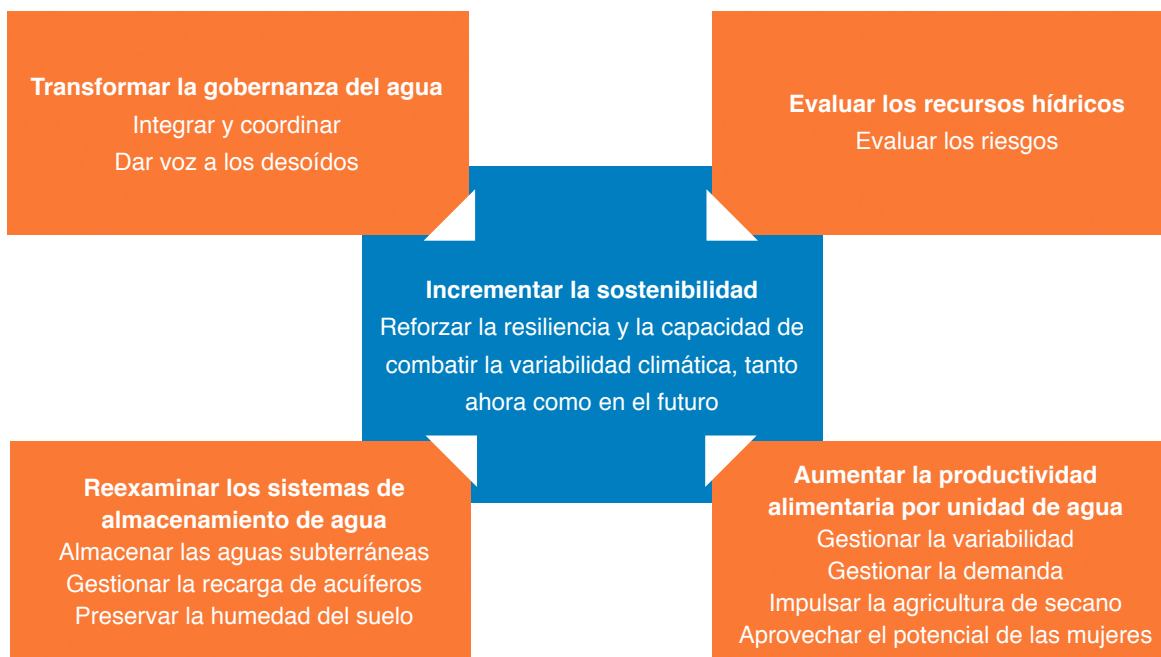 Transformar la gobernanza del agua
Integrar y coordinar
Dar voz a los desoídos
Evaluar los recursos hídricos
Evaluar los riesgos
Incrementar la sostenibilidad
Reforzar la resiliencia y la capacidad de
combatir la variabilidad climática, tanto
ahora como en el futuro
Reexaminar los sistemas de
almacenamiento de agua
Almacenar las aguas subterráneas
Gestionar la recarga de acuíferos
Preservar la humedad del suelo
Aumentar la productividad
alimentaria por unidad de agua
Gestionar la variabilidad
Gestionar la demanda
Impulsar la agricultura de secano
Aprovechar el potencial de las mujeres